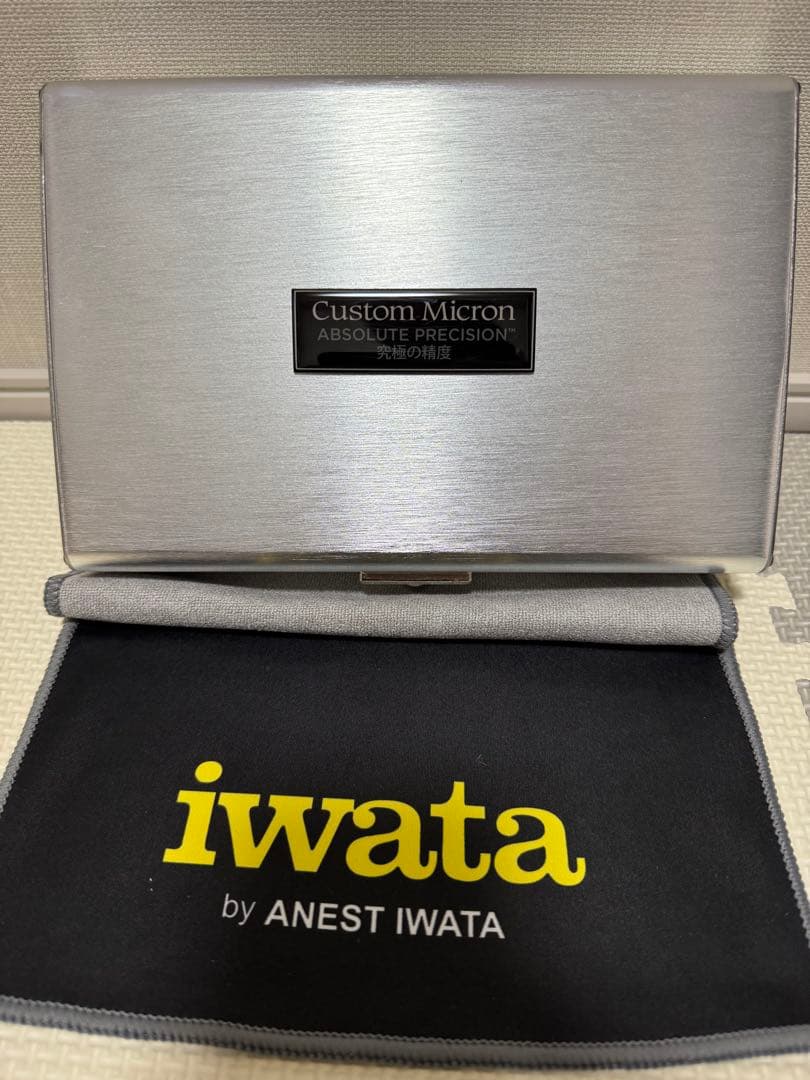 Custom Micron
ABSOLUTE PRECISION™
究極の精度
iwata
by ANEST IWATA